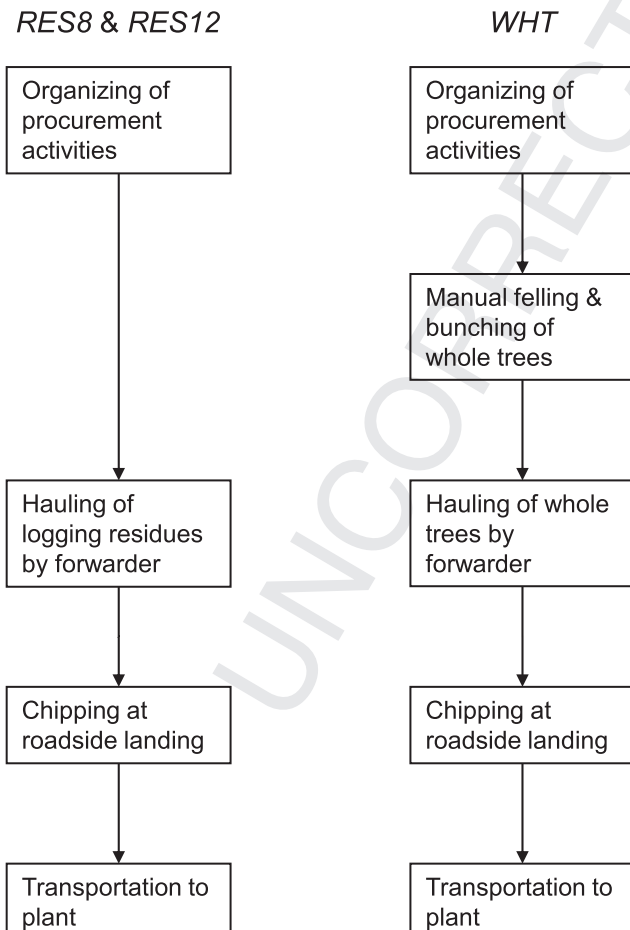 RES8 & RES12
Organizing of
procurement
activities
Hauling of
logging residues
by forwarder
Chipping at
roadside landing
Transportation to
plant
WHT
Organizing of
procurement
activities
Manual felling &
bunching of
whole trees
Hauling of whole
trees by
forwarder
Chipping at
roadside landing
Transportation to
plant
UNCORRECT